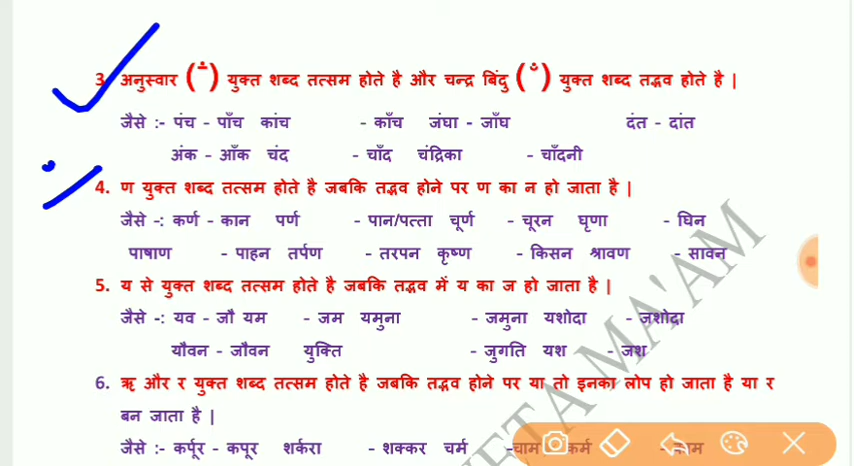 3. अनुस्वार ( ं ) युक्त शब्द तत्सम होते है और चन्द्र बिंदु ( ँ ) युक्त शब्द तद्भव होते है |
जैसे :- पंच - पाँच कांच - काँच जंघा - जाँघ दंत - दांत
अंक - आँक चंद - चाँद चंद्रिका - चाँदनी
4. ण युक्त शब्द तत्सम होते है जबकि तद्भव होने पर ण का न हो जाता है |
जैसे -: कर्ण - कान पर्ण - पान/पत्ता चूर्ण - चूरन घृणा - घिन
पाषाण - पाहन तर्पण - तरपन कृष्ण - किसन श्रावण - सावन
5. य से युक्त शब्द तत्सम होते है जबकि तद्भव में य का ज हो जाता है |
जैसे -: यव - जौ यम - जम यमुना - जमुना यशोदा - जशोदा
यौवन - जौवन युक्ति - जुगति यश - जश
6. ऋ और र युक्त शब्द तत्सम होते है जबकि तद्भव होने पर या तो इनका लोप हो जाता है या र
बन जाता है |
जैसे :- कर्पूर - कपूर शर्करा - शक्कर चर्म -चाम कर्म - काम
MA'AM